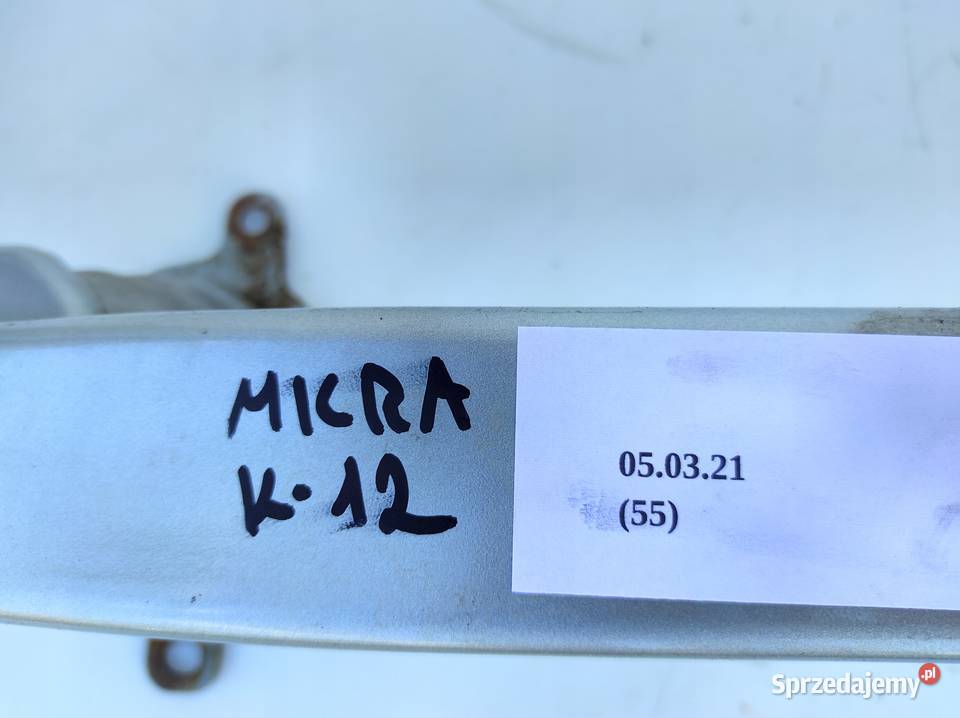 MICRA
K·12
05.03.21
(55)
Sprzedajemy.pl